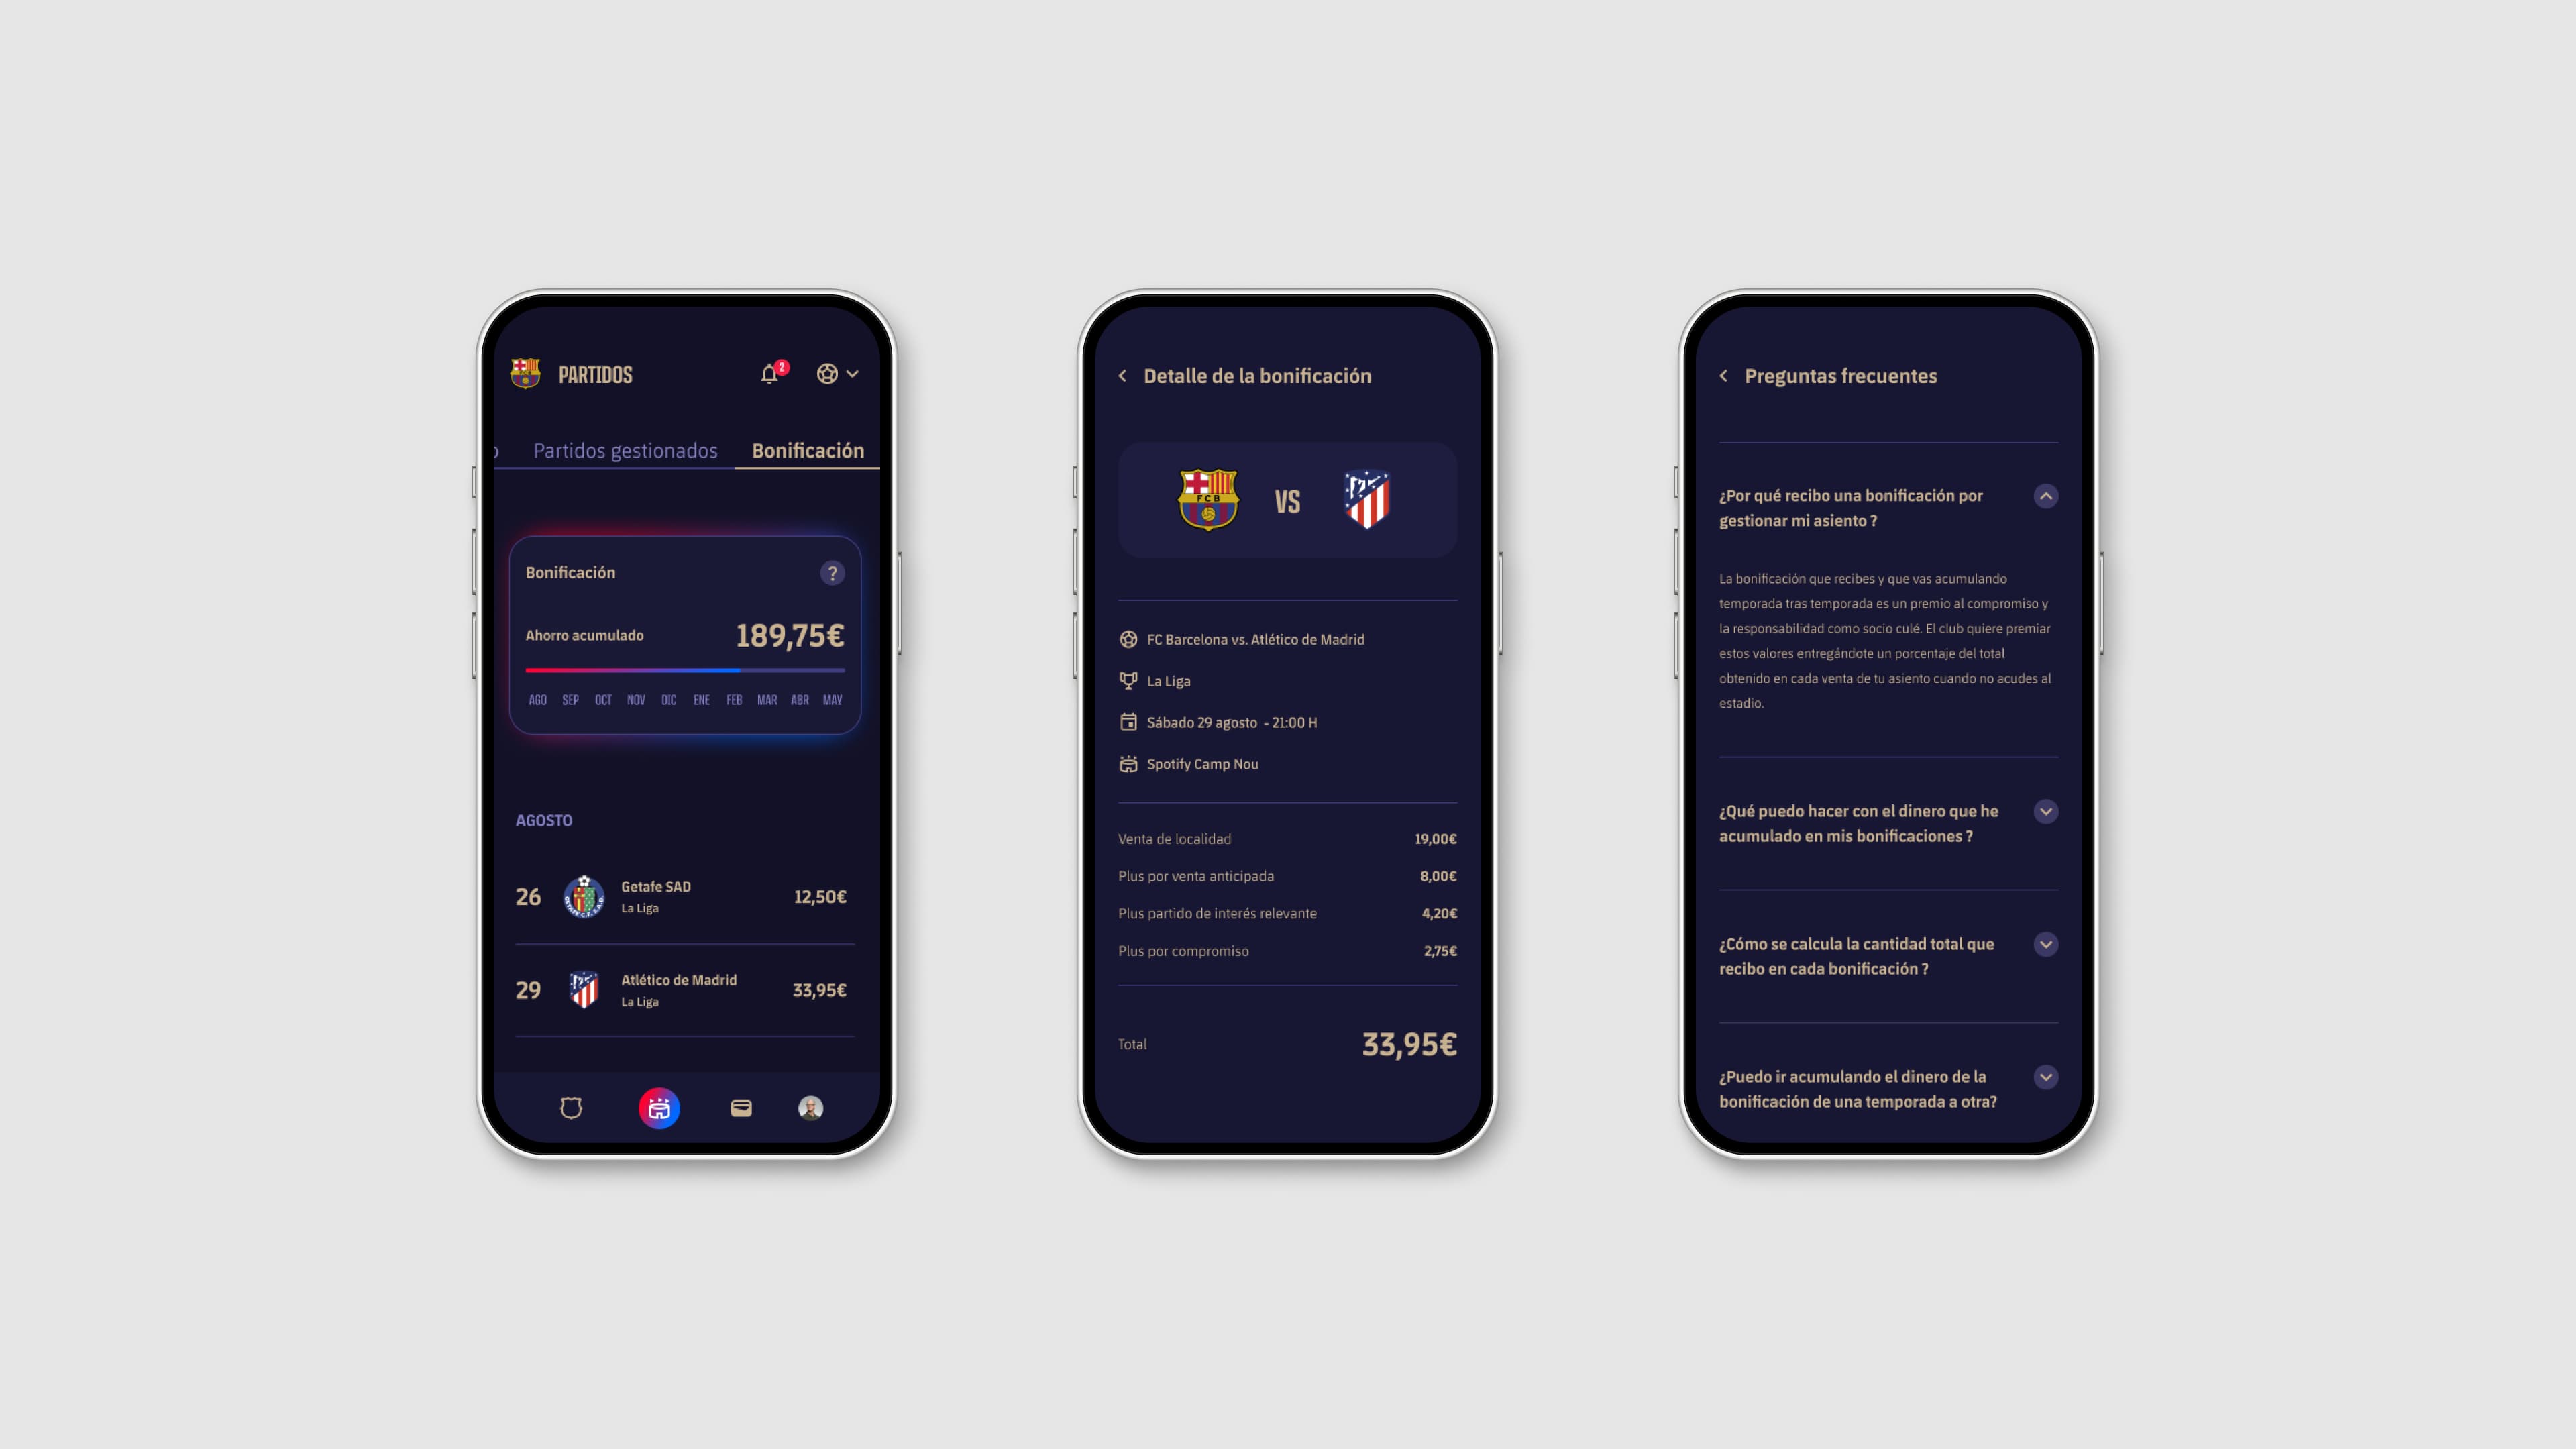 PARTIDOS
2
o Partidos gestionados Bonificación
Bonificación
?
Ahorro acumulado 189,75€
AGO SEP OCT NOV DIC ENE FEB MAR ABR MAY
AGOSTO
26 Getafe SAD 12,50€
La Liga
29 Atlético de Madrid 33,95€
La Liga
Detalle de la bonificación
FCB
VS
FC Barcelona vs. Atlético de Madrid
La Liga
Sábado 29 agosto - 21:00 H
Spotify Camp Nou
Venta de localidad 19,00€
Plus por venta anticipada 8,00€
Plus partido de interés relevante 4,20€
Plus por compromiso 2,75€
Total 33,95€
Preguntas frecuentes
¿Por qué recibo una bonificación por
gestionar mi asiento ?
La bonificación que recibes y que vas acumulando
temporada tras temporada es un premio al compromiso y
la responsabilidad como socio culé. El club quiere premiar
estos valores entregándote un porcentaje del total
obtenido en cada venta de tu asiento cuando no acudes al
estadio.
¿Qué puedo hacer con el dinero que he
acumulado en mis bonificaciones ?
¿Cómo se calcula la cantidad total que
recibo en cada bonificación ?
¿Puedo ir acumulando el dinero de la
bonificación de una temporada a otra?